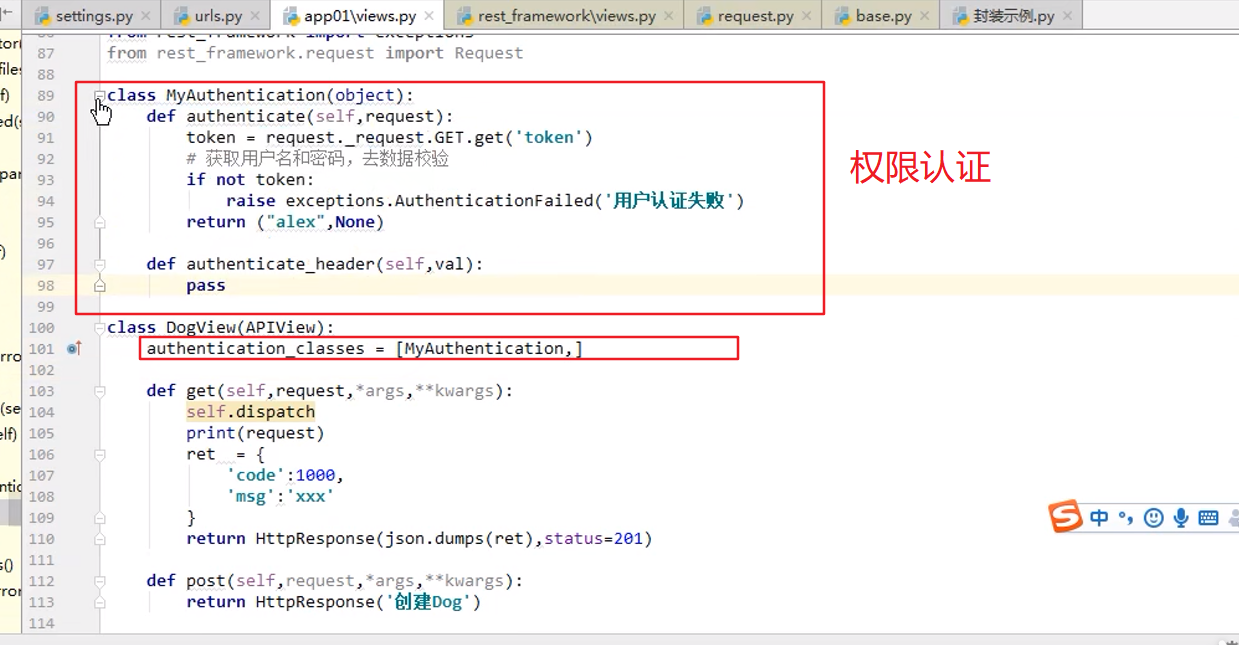 settings.py
urls.py
app01\views.py
rest_framework\views.py
request.py
base.py
封装示例.py
from rest_framework import exceptions
87 from rest_framework.request import Request
88
89 class MyAuthentication(object):
90 def authenticate(self,request):
91 token = request._request.GET.get('token')
92 # 获取用户名和密码，去数据校验
93 if not token:
94 raise exceptions.AuthenticationFailed('用户认证失败')
95 return ("alex",None)
96
97 def authenticate_header(self,val):
98 pass
99
100 class DogView(APIView):
101 authentication_classes = [MyAuthentication,]
102
103 def get(self,request,*args,**kwargs):
104 self.dispatch
105 print(request)
106 ret = {
107 'code':1000,
108 'msg':'xxx'
109 }
110 return HttpResponse(json.dumps(ret),status=201)
111
112 def post(self,request,*args,**kwargs):
113 return HttpResponse('创建Dog')
114
权限认证
中